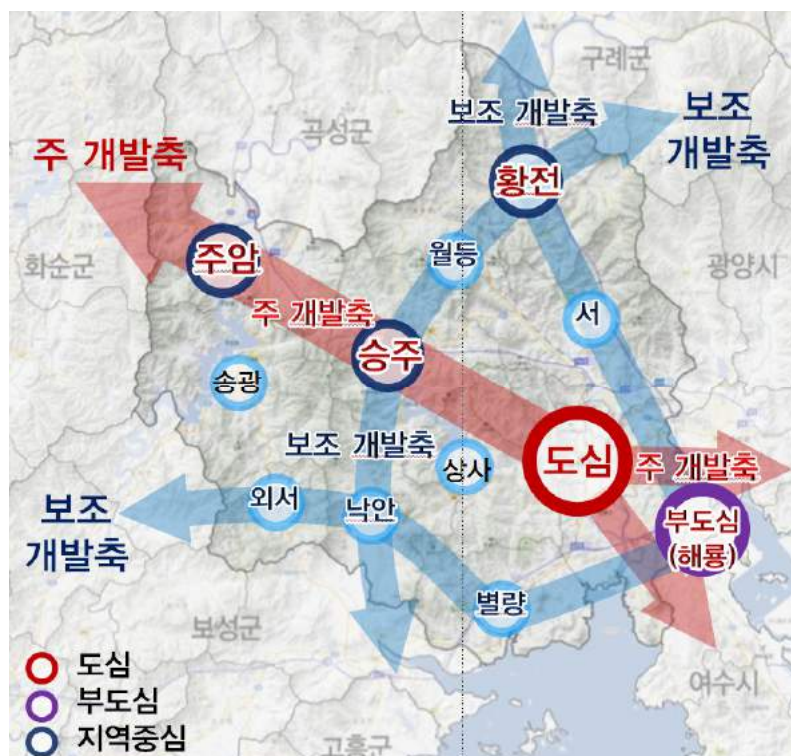 구례군
보조 개발축
보조
개발축
곡성군
주 개발축
황전
월등
주암
화순군
광양시
주 개발축
서
승주
송광
보조 개발축
상사
도심
주 개발축
외서
낙안
보조
개발축
부도심
(해룡)
별량
보성군
도심
부도심
지역중심
여수시
고흥군